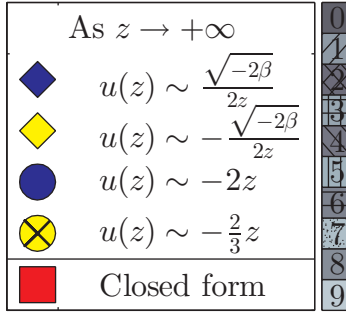 As z → +∞
u(z) ∼ √(−2β)/2z
u(z) ∼ −√(−2β)/2z
u(z) ∼ −2z
u(z) ∼ −2/3 z
Closed form
0
1
2
3
4
5
6
7
8
9